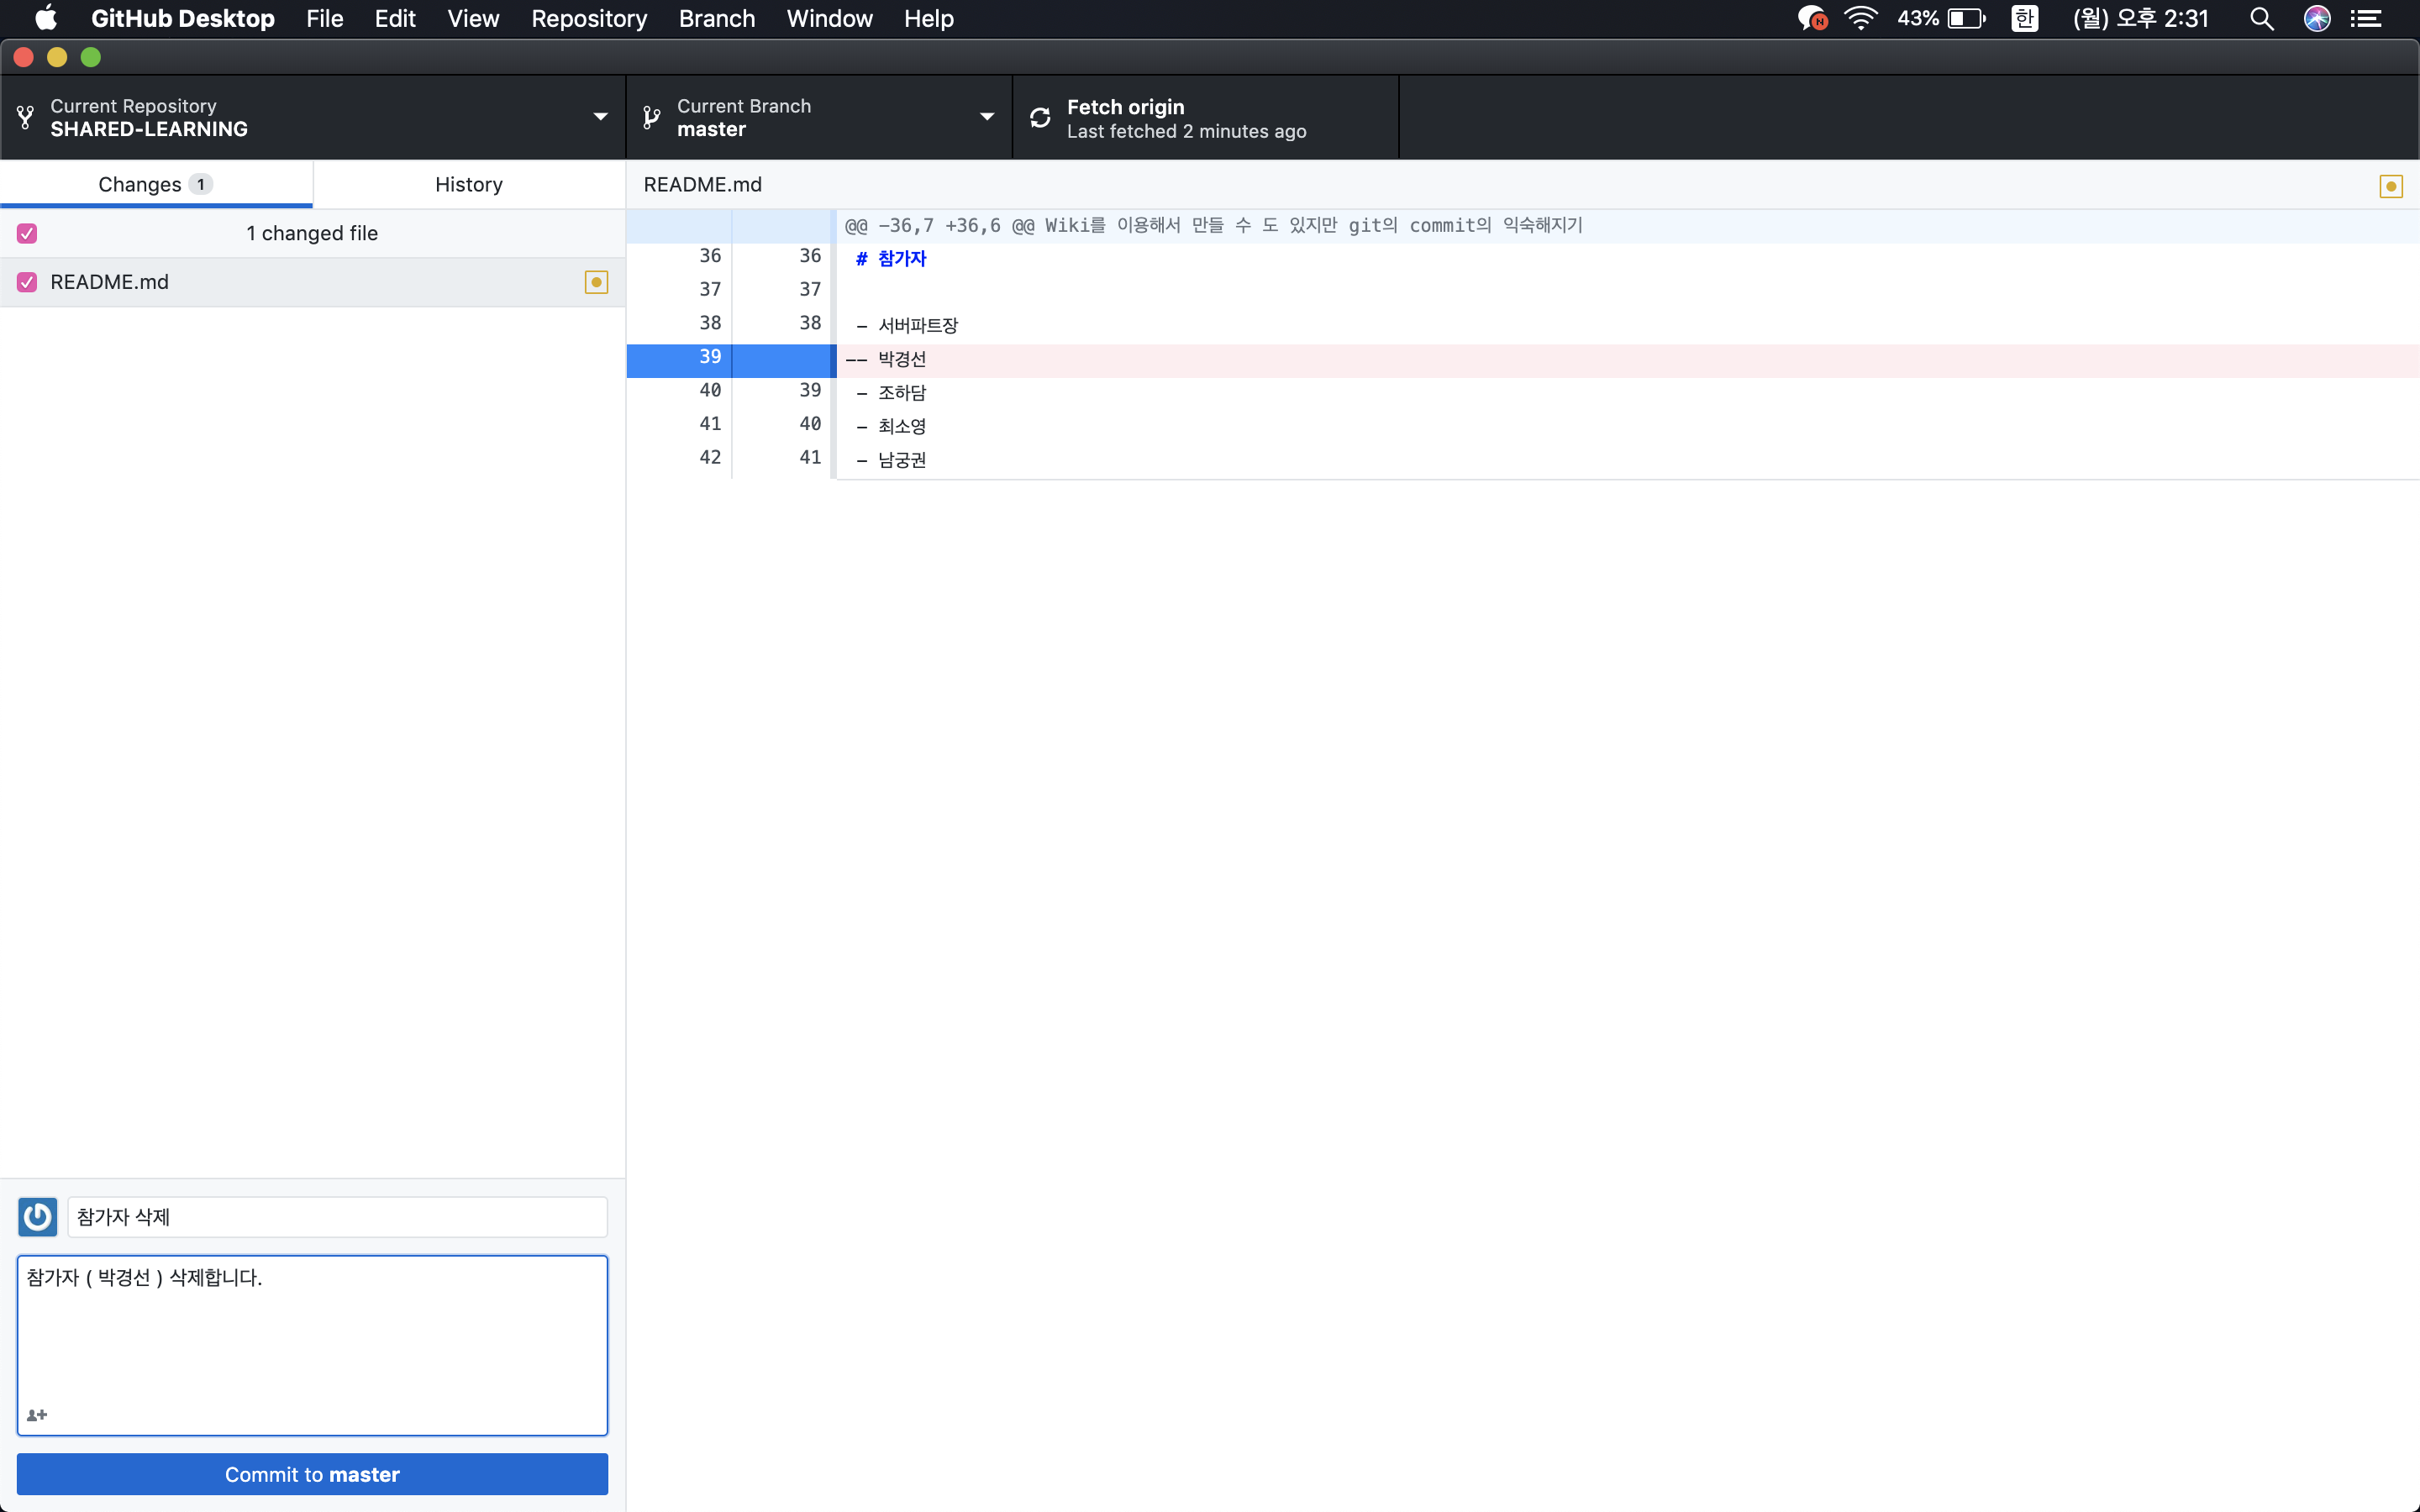 GitHub Desktop File Edit View Repository Branch Window Help 43% 한 (월) 오후 2:31
Current Repository
SHARED-LEARNING
Current Branch
master
Fetch origin
Last fetched 2 minutes ago
Changes 1
History
1 changed file
README.md
README.md
@@ -36,7 +36,6 @@ Wiki를 이용해서 만들 수 도 있지만 git의 commit의 익숙해지기
36 36 # 참가자
37 37
38 38 - 서버파트장
39 -- 박경선
40 39 - 조하담
41 40 - 최소영
42 41 - 남궁권
참가자 삭제
참가자 ( 박경선 ) 삭제합니다.
Commit to master